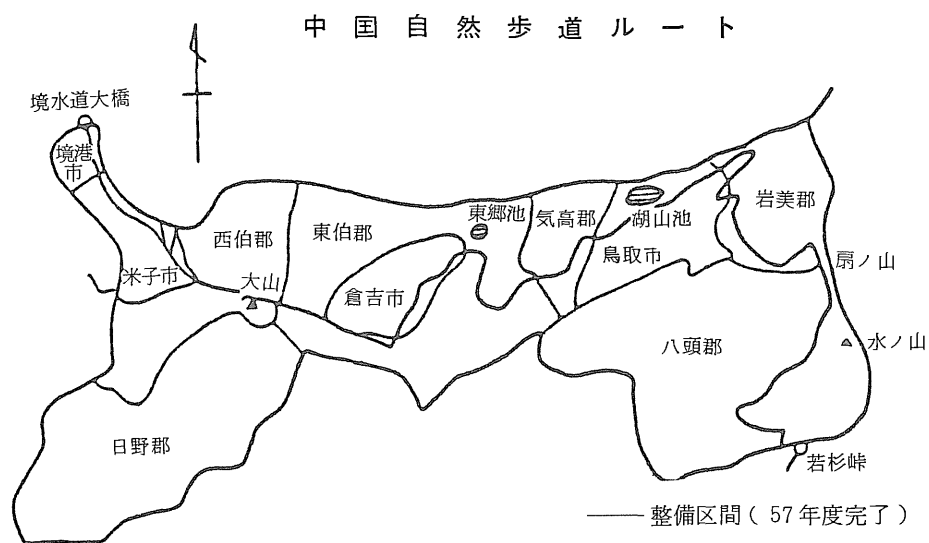 中国自然歩道ルート
境水道大橋
境港市
米子市
西伯郡
大山
東伯郡
倉吉市
東郷池
気高郡
湖山池
鳥取市
岩美郡
扇ノ山
八頭郡
水ノ山
日野郡
若杉峠
整備区間(57年度完了)